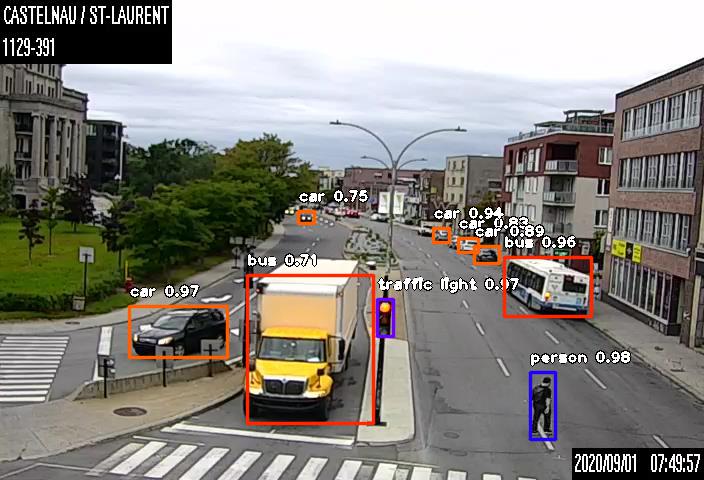 CASTELNAU / ST-LAURENT
1129-391
car 0.75
car 0.94
car 0.83
car 0.89
bus 0.96
bus 0.71
traffic light 0.97
car 0.97
person 0.98
2020/09/01 07:49:57